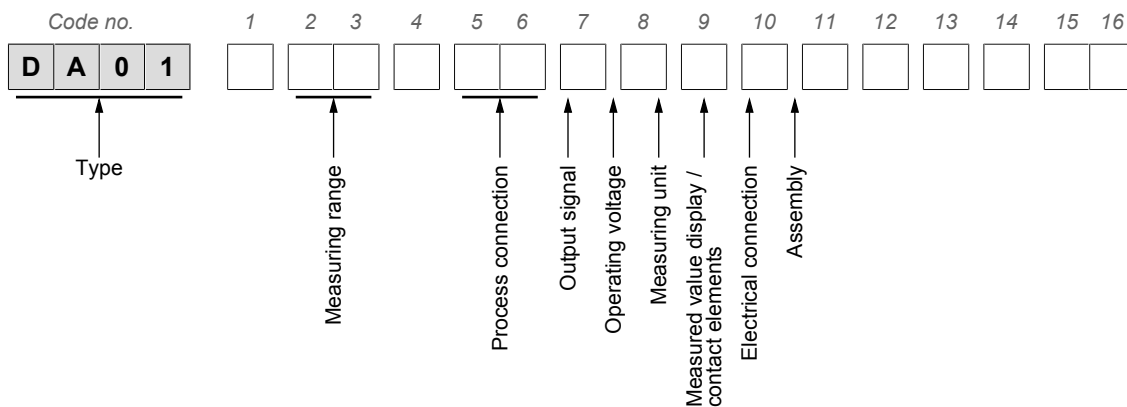 Code no. 1 2 3 4 5 6 7 8 9 10 11 12 13 14 15 16
D A 0 1
Type
Measuring range
Process connection
Output signal
Operating voltage
Measuring unit
Measured value display /
contact elements
Electrical connection
Assembly